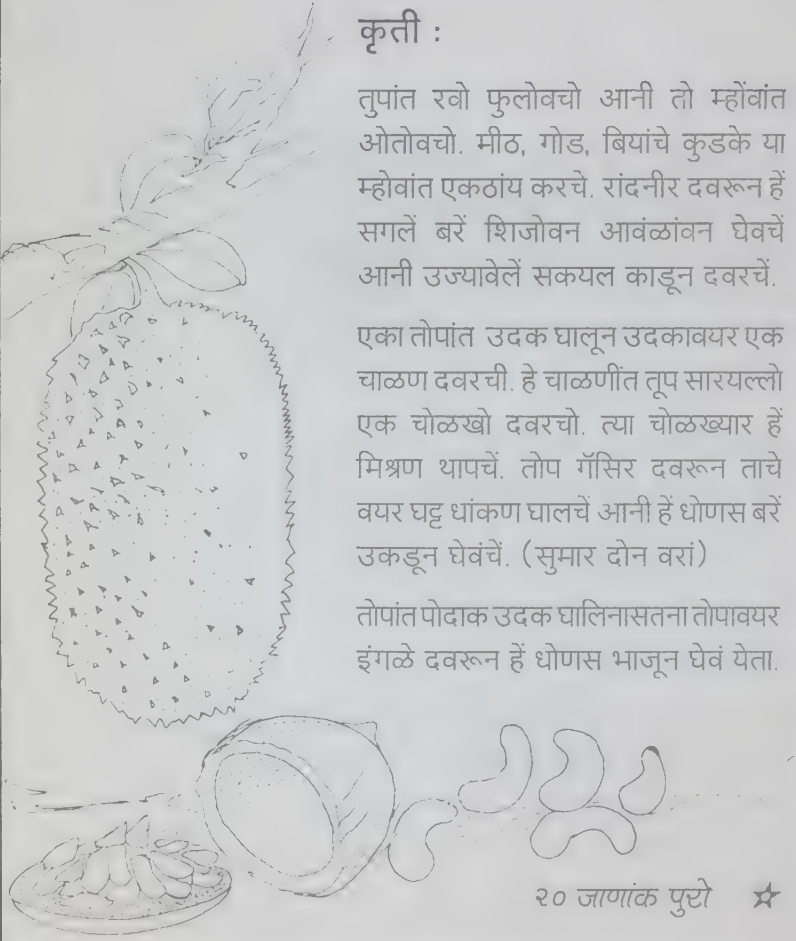 कृती :
तुपांत रवो फुलोवचो आनी तो म्होंवांत
ओतोवचो. मीठ, गोड, बियांचे कुडके या
म्होवांत एकठांय करचे. रांदनीर दवरून हें
सगलें बरें शिजोवन आवंळांवन घेवचें
आनी उज्यावेलें सकयल काडून दवरचें.
एका तोपांत उदक घालून उदकावयर एक
चाळण दवरची. हे चाळणींत तूप सारयल्लो
एक चोळखो दवरचो. त्या चोळख्यार हें
मिश्रण थापचें. तोप गॅसिर दवरून ताचे
वयर घट्ट धांकण घालचें आनी हें धोणस बरें
उकडून घेवंचें. (सुमार दोन वरां)
तोपांत पोदाक उदक घालिनासतना तोपावयर
इंगळे दवरून हें धोणस भाजून घेवं येता.
२० जाणांक पुरो